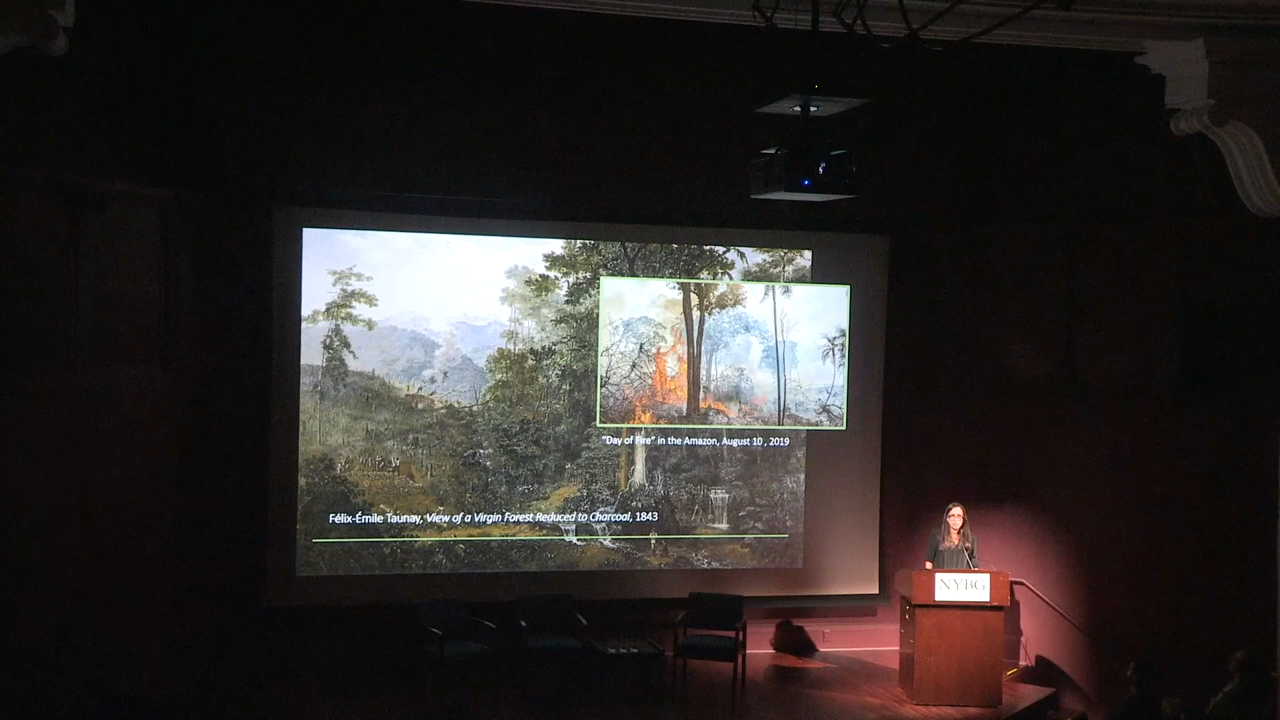 "Day of Fire" in the Amazon, August 10 , 2019
Félix-Émile Taunay, View of a Virgin Forest Reduced to Charcoal, 1843
NYBG